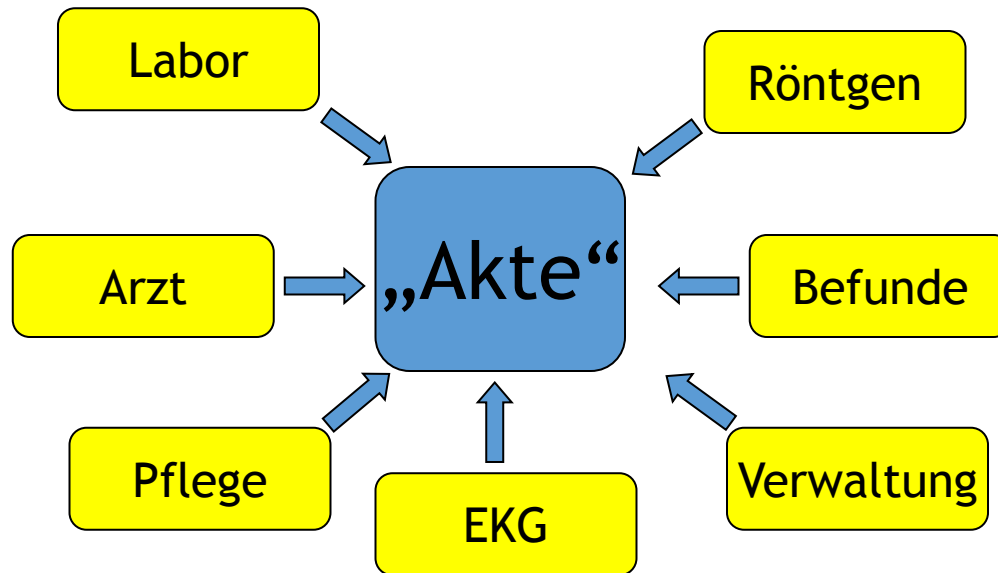 Labor
Röntgen
„Akte“
Arzt
Befunde
Pflege
EKG
Verwaltung